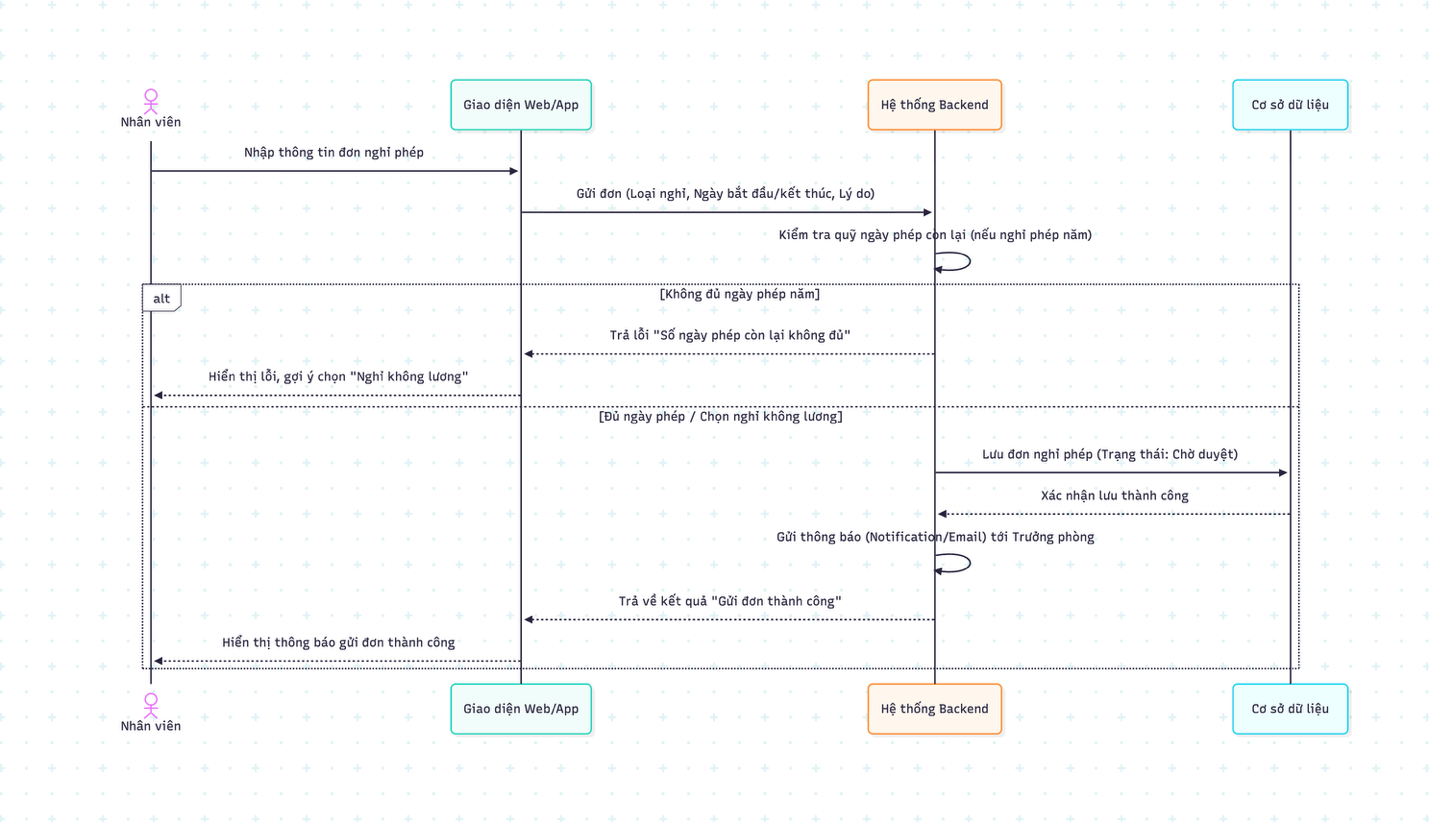 Nhân viên
Giao diện Web/App
Hệ thống Backend
Cơ sở dữ liệu
Nhập thông tin đơn nghỉ phép
Gửi đơn (Loại nghỉ, Ngày bắt đầu/kết thúc, Lý do)
Kiểm tra quỹ ngày phép còn lại (nếu nghỉ phép năm)
alt
[Không đủ ngày phép năm]
Trả lỗi "Số ngày phép còn lại không đủ"
Hiển thị lỗi, gợi ý chọn "Nghỉ không lương"
[Đủ ngày phép / Chọn nghỉ không lương]
Lưu đơn nghỉ phép (Trạng thái: Chờ duyệt)
Xác nhận lưu thành công
Gửi thông báo (Notification/Email) tới Trưởng phòng
Trả về kết quả "Gửi đơn thành công"
Hiển thị thông báo gửi đơn thành công
Nhân viên
Giao diện Web/App
Hệ thống Backend
Cơ sở dữ liệu